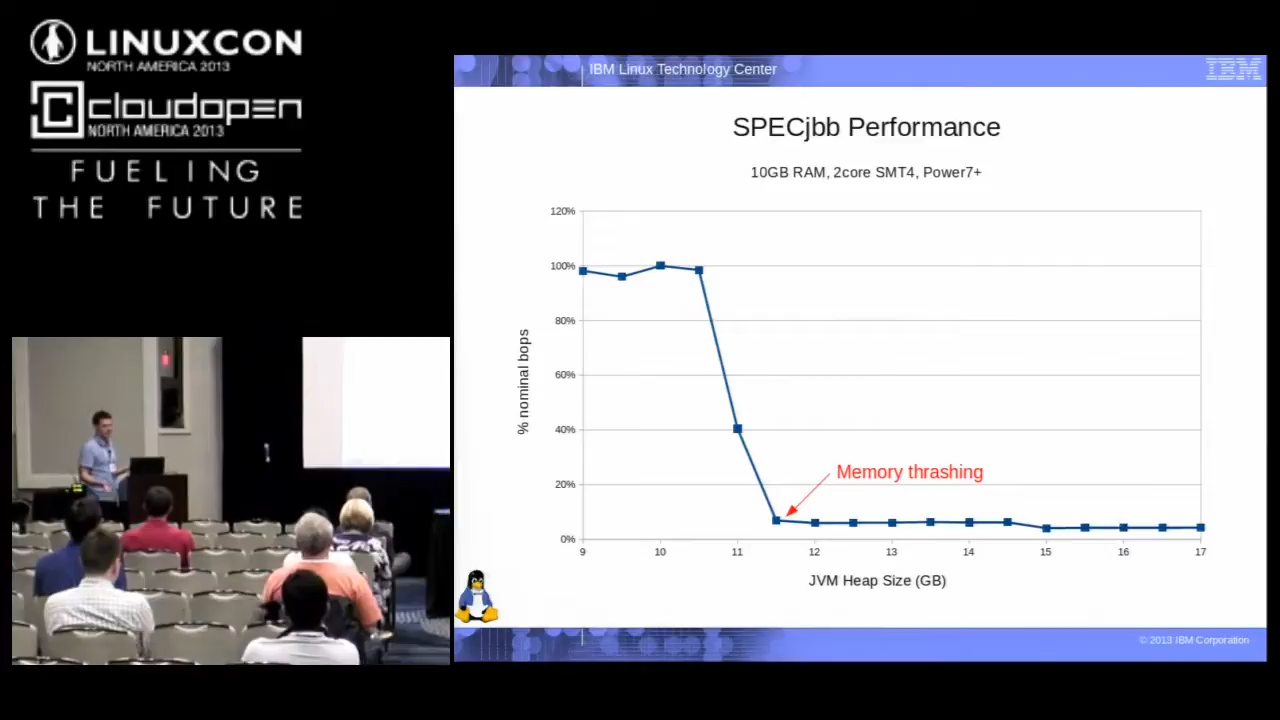 LINUXCON
NORTH AMERICA 2013
cloudopen
NORTH AMERICA 2013
FUELING
THE FUTURE
IBM Linux Technology Center
IBM
SPECjbb Performance
10GB RAM, 2core SMT4, Power7+
120%
100%
80%
60%
40%
20%
0%
% nominal bops
Memory thrashing
9 10 11 12 13 14 15 16 17
JVM Heap Size (GB)
© 2013 IBM Corporation